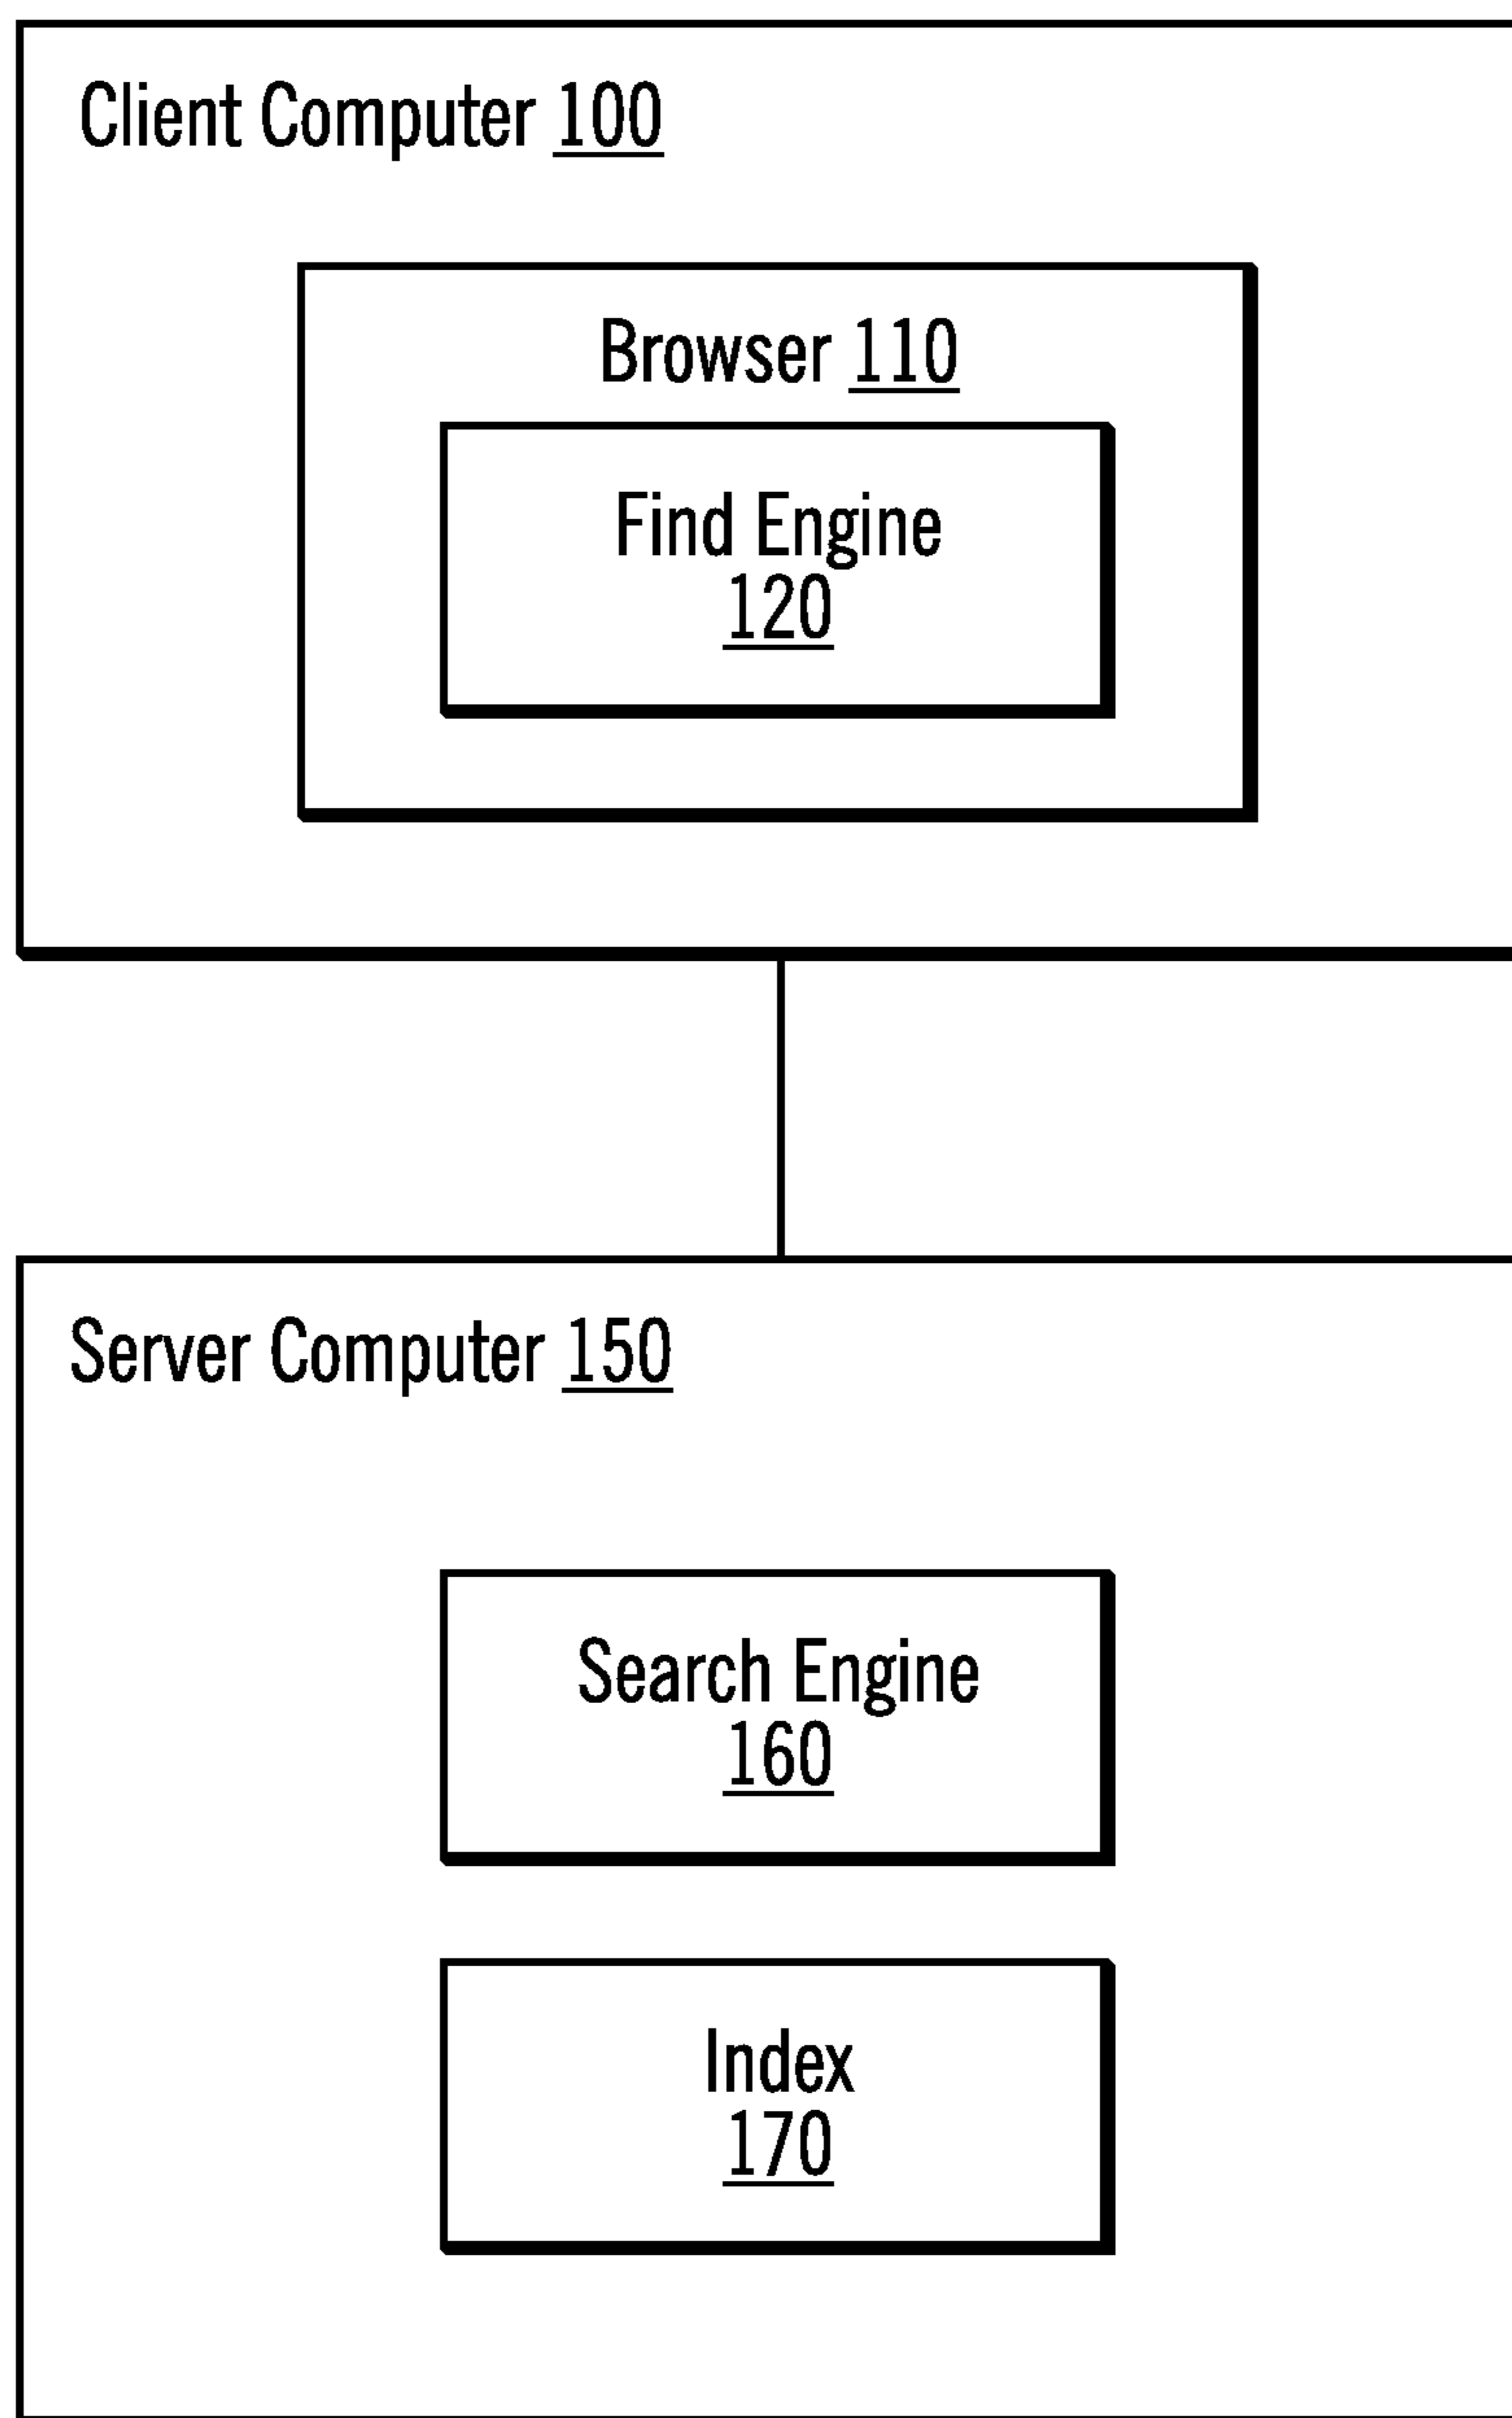 Client Computer 100
Browser 110
Find Engine
120
Server Computer 150
Search Engine
160
Index
170